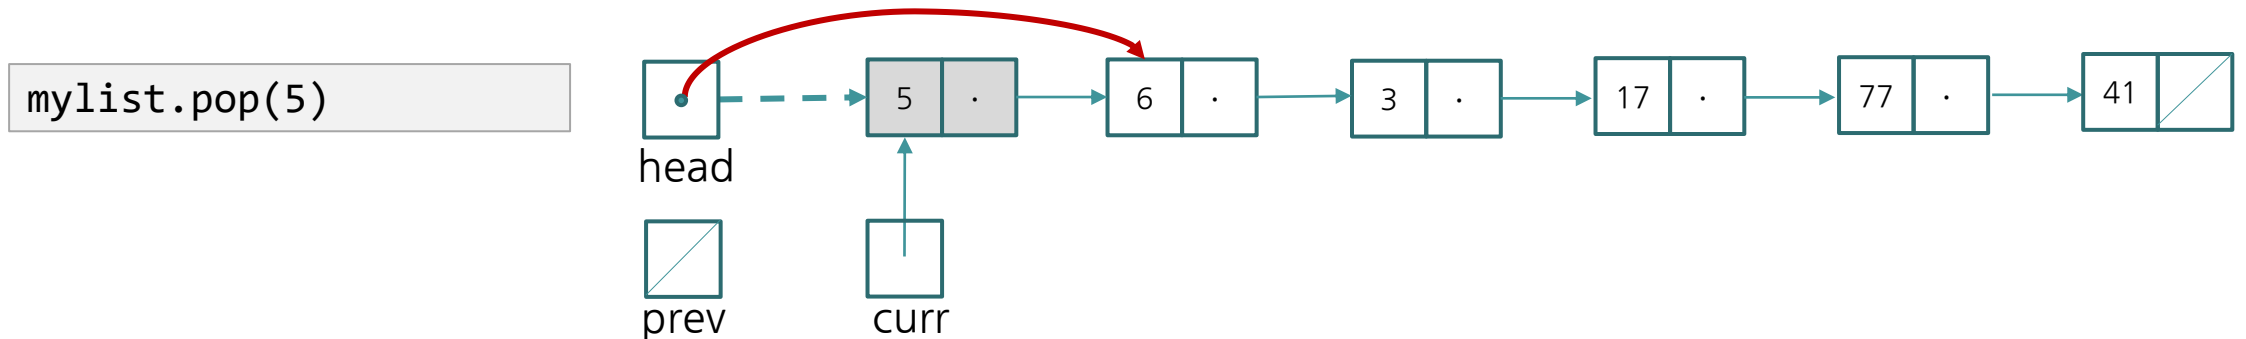 mylist.pop(5)
5 . 6 . 3 . 17 . 77 . 41
head
prev curr